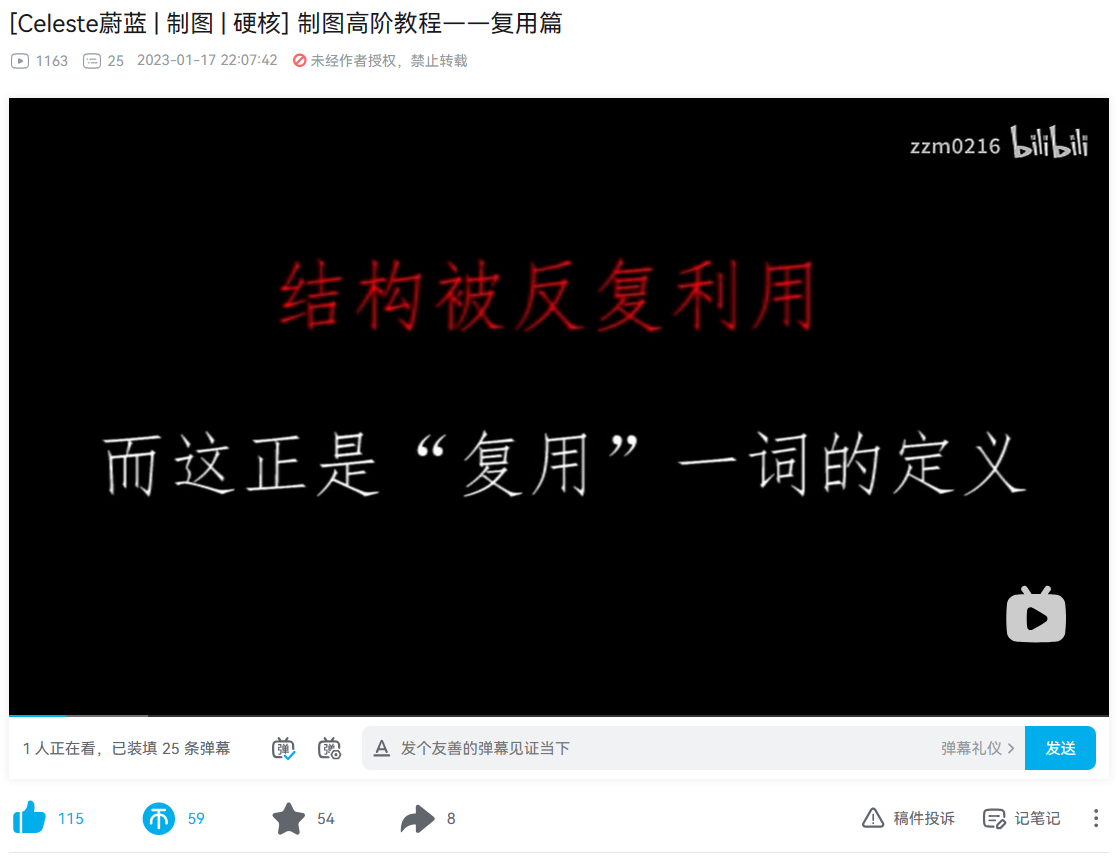 [Celeste蔚蓝 | 制图 | 硬核] 制图高阶教程一一复用篇
1163 25 2023-01-17 22:07:42 未经作者授权，禁止转载
zzm0216 bilibili
结构被反复利用
而这正是“复用”一词的定义
1 人正在看，已装填 25 条弹幕 弹 弹 A 发个友善的弹幕见证当下 弹幕礼仪 发送
115 59 54 8 稿件投诉 记笔记